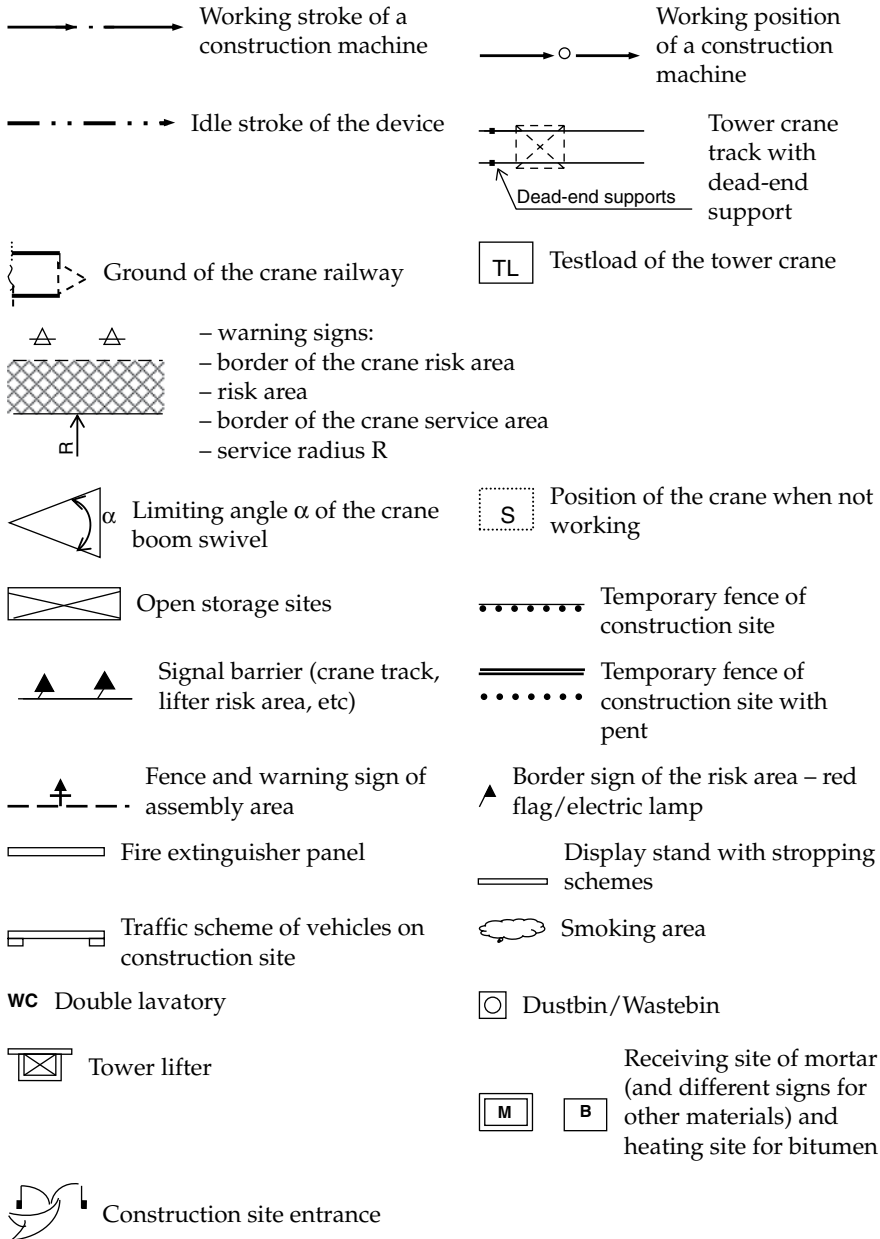 Working stroke of a
construction machine
Working position
of a construction
machine
Idle stroke of the device
Tower crane
track with
dead-end
support
Dead-end supports
Ground of the crane railway
TL
Testload of the tower crane
– warning signs:
– border of the crane risk area
– risk area
– border of the crane service area
– service radius R
R
α
Limiting angle α of the crane
boom swivel
S
Position of the crane when not
working
Open storage sites
Temporary fence of
construction site
Signal barrier (crane track,
lifter risk area, etc)
Temporary fence of
construction site with
pent
Fence and warning sign of
assembly area
Border sign of the risk area – red
flag/electric lamp
Fire extinguisher panel
Display stand with stropping
schemes
Traffic scheme of vehicles on
construction site
Smoking area
WC Double lavatory
Dustbin/Wastebin
Tower lifter
M B
Receiving site of mortar
(and different signs for
other materials) and
heating site for bitumen
Construction site entrance